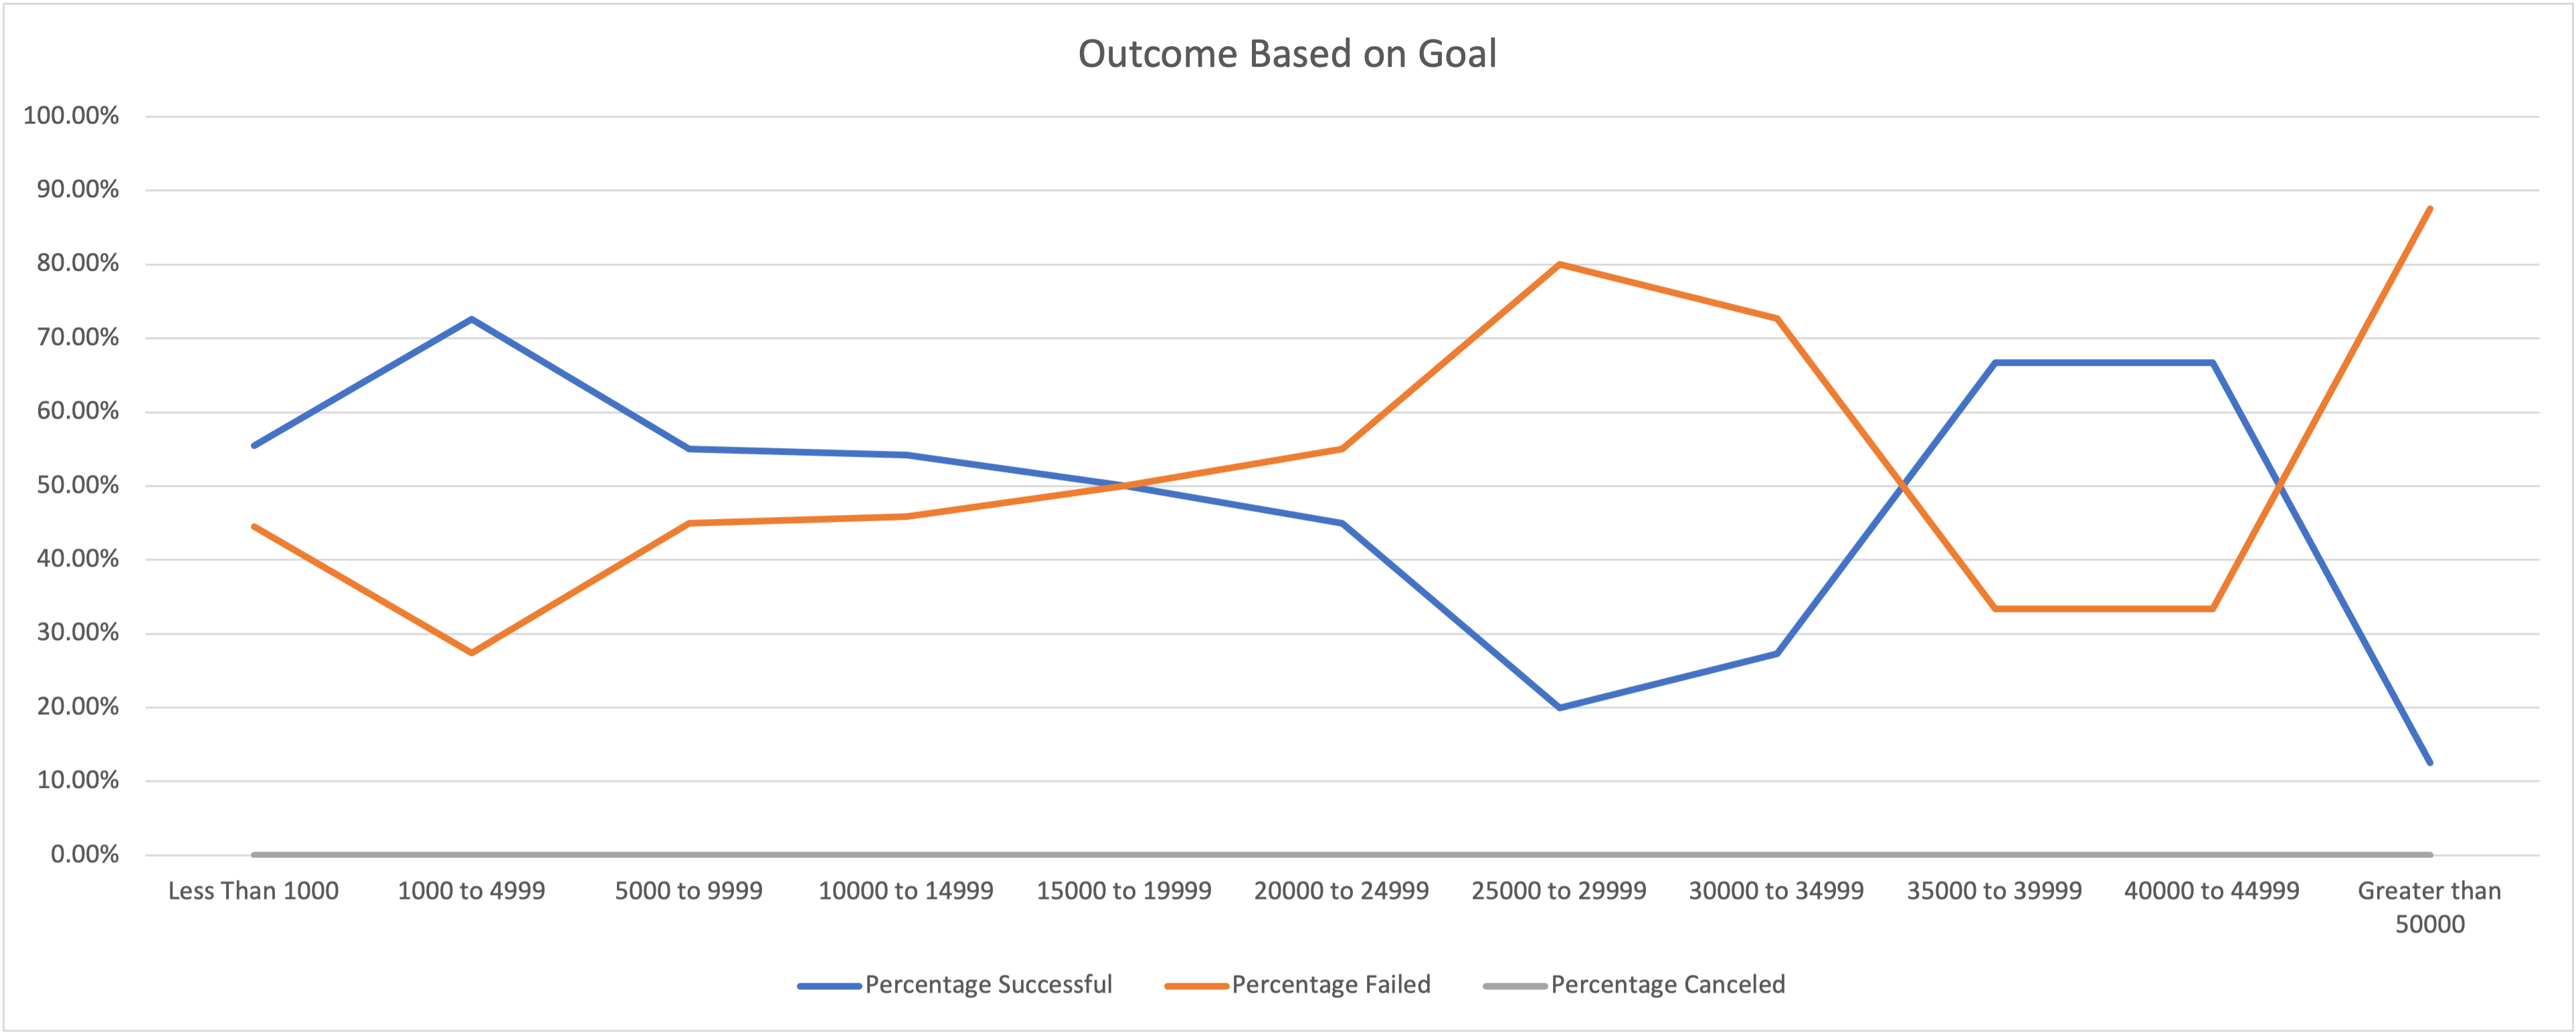 Outcome Based on Goal
100.00%
90.00%
80.00%
70.00%
60.00%
50.00%
40.00%
30.00%
20.00%
10.00%
0.00%
Less Than 1000
1000 to 4999
5000 to 9999
10000 to 14999
15000 to 19999
20000 to 24999
25000 to 29999
30000 to 34999
35000 to 39999
40000 to 44999
Greater than
50000
Percentage Successful
Percentage Failed
Percentage Canceled